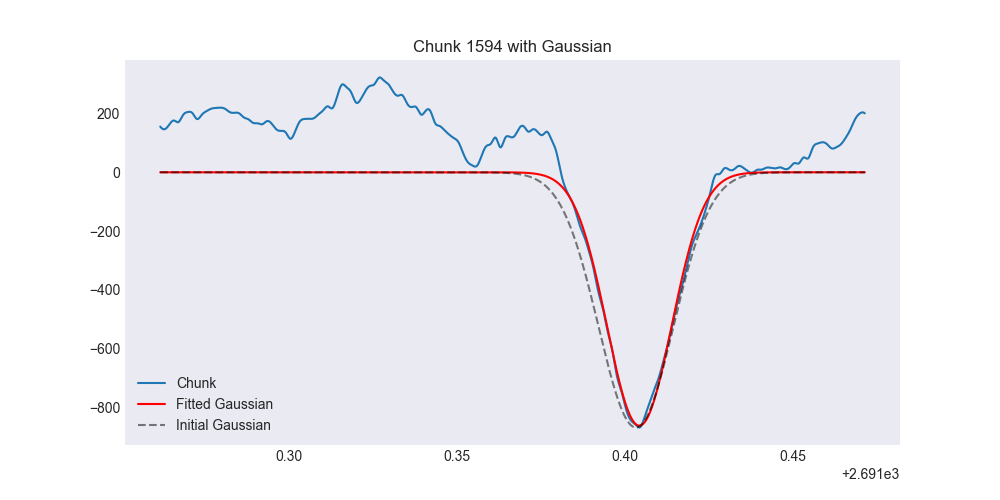 Chunk 1594 with Gaussian
200
0
−200
−400
−600
−800
Chunk
Fitted Gaussian
Initial Gaussian
0.30 0.35 0.40 0.45
+2.691e3